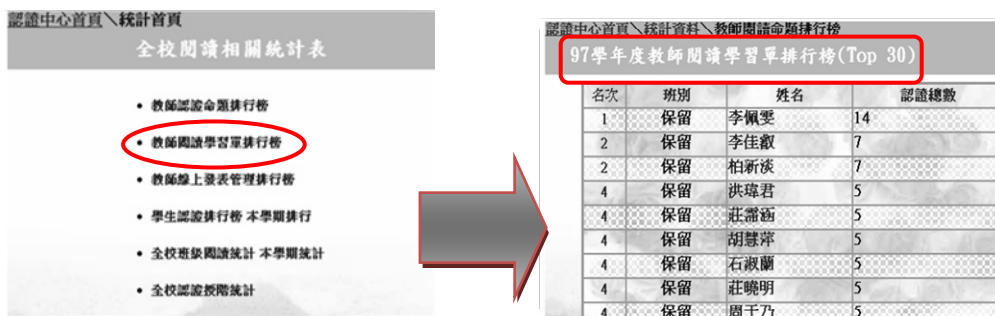 認證中心首頁＼統計首頁
全校閱讀相關統計表
• 教師認證命題排行榜
• 教師閱讀學習單排行榜
• 教師線上發表管理排行榜
• 學生認證排行榜 本學期排行
• 全校班級閱讀統計 本學期統計
• 全校認證授階統計
認證中心首頁＼統計資料＼教師閱讀命題排行榜
97學年度教師閱讀學習單排行榜(Top 30)
名次 班別 姓名 認證總數
1 保留 李佩雯 14
2 保留 李佳叡 7
2 保留 柏新淡 7
4 保留 洪瑋君 5
4 保留 莊霈涵 5
4 保留 胡慧萍 5
4 保留 石淑蘭 5
4 保留 莊曉明 5
4 保留 周于乃 5